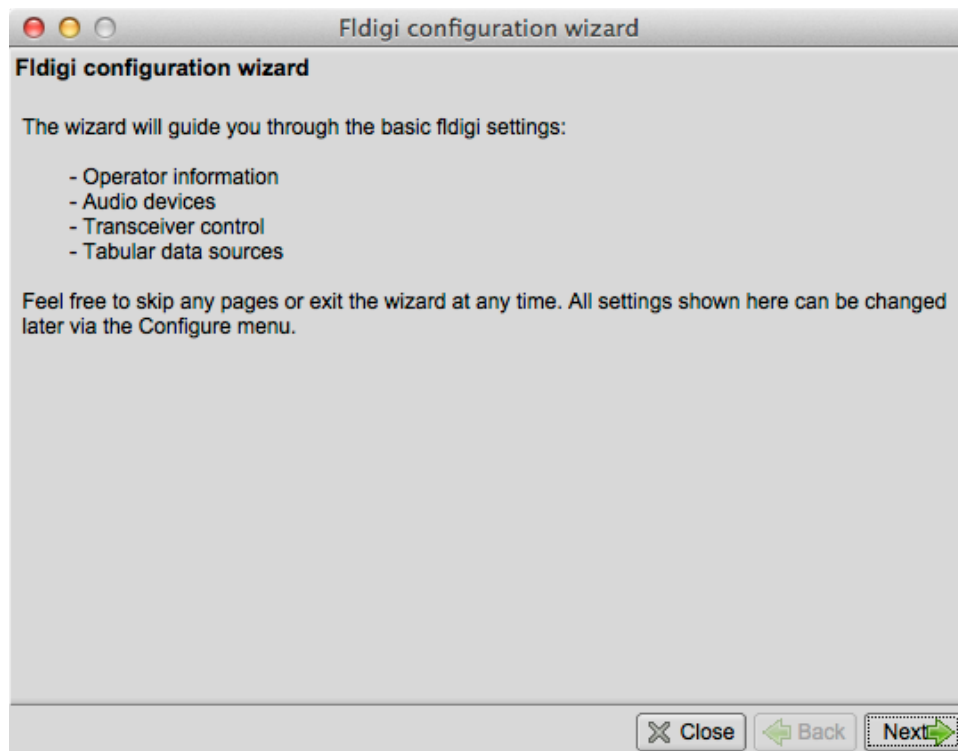 Fldigi configuration wizard
Fldigi configuration wizard
The wizard will guide you through the basic fldigi settings:
- Operator information
- Audio devices
- Transceiver control
- Tabular data sources
Feel free to skip any pages or exit the wizard at any time. All settings shown here can be changed
later via the Configure menu.
Close Back Next